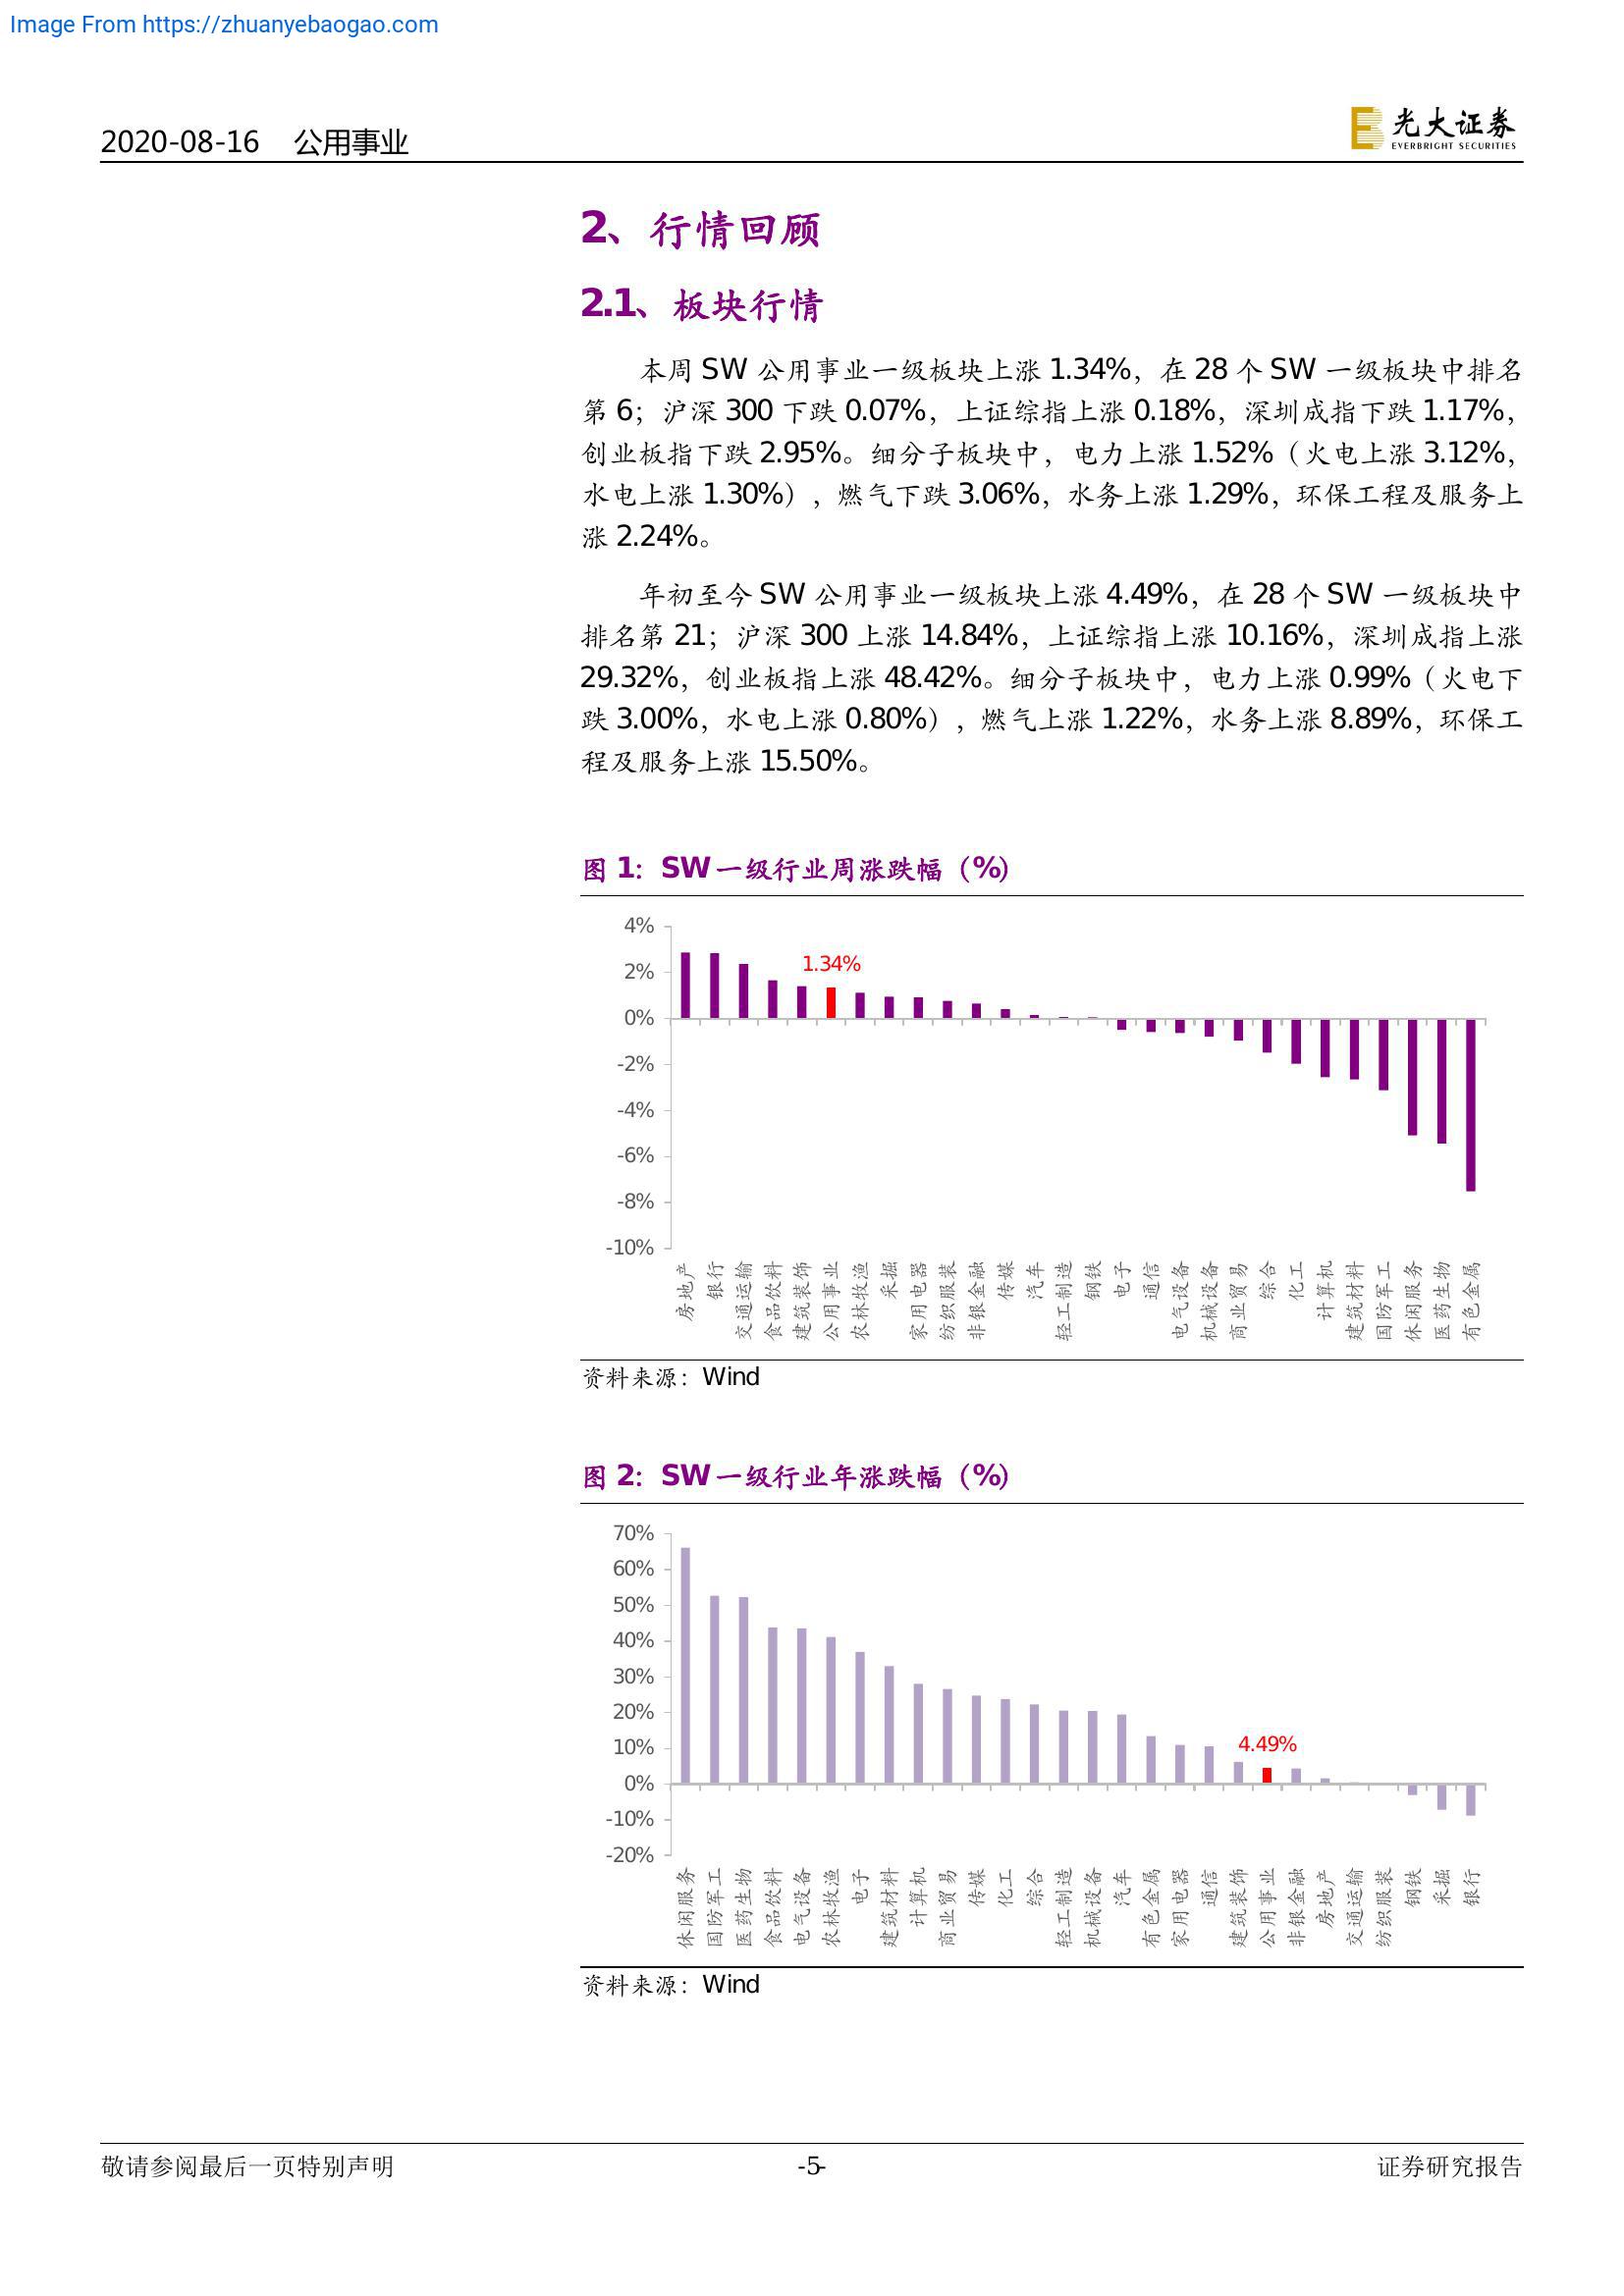 Image From https://zhuanyebaogao.com
2020-08-16 公用事业
光大证券
EVERBRIGHT SECURITIES
2、行情回顾
2.1、板块行情
本周 SW 公用事业一级板块上涨 1.34%，在 28 个 SW 一级板块中排名
第 6；沪深 300 下跌 0.07%，上证综指上涨 0.18%，深圳成指下跌 1.17%，
创业板指下跌 2.95%。细分子板块中，电力上涨 1.52%（火电上涨 3.12%，
水电上涨 1.30%），燃气下跌 3.06%，水务上涨 1.29%，环保工程及服务上
涨 2.24%。
年初至今 SW 公用事业一级板块上涨 4.49%，在 28 个 SW 一级板块中
排名第 21；沪深 300 上涨 14.84%，上证综指上涨 10.16%，深圳成指上涨
29.32%，创业板指上涨 48.42%。细分子板块中，电力上涨 0.99%（火电下
跌 3.00%，水电上涨 0.80%），燃气上涨 1.22%，水务上涨 8.89%，环保工
程及服务上涨 15.50%。
图 1：SW 一级行业周涨跌幅（%）
4%
2%
0%
-2%
-4%
-6%
-8%
-10%
1.34%
房地产
银行
交通运输
食品饮料
建筑装饰
公用事业
农林牧渔
采掘
家用电器
纺织服装
非银金融
传媒
汽车
轻工制造
钢铁
电子
通信
电气设备
机械设备
商业贸易
综合
化工
计算机
建筑材料
国防军工
休闲服务
医药生物
有色金属
资料来源：Wind
图 2：SW 一级行业年涨跌幅（%）
70%
60%
50%
40%
30%
20%
10%
0%
-10%
-20%
4.49%
休闲服务
国防军工
医药生物
食品饮料
电气设备
农林牧渔
电子
建筑材料
计算机
商业贸易
传媒
化工
综合
轻工制造
机械设备
汽车
有色金属
家用电器
通信
建筑装饰
公用事业
非银金融
房地产
交通运输
纺织服装
钢铁
采掘
银行
资料来源：Wind
敬请参阅最后一页特别声明
-5-
证券研究报告